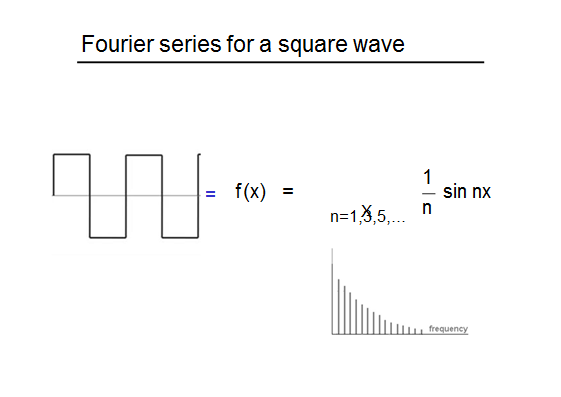 Fourier series for a square wave
= f(x) =
X
n=1,3,5,...
1
n
sin nx
frequency